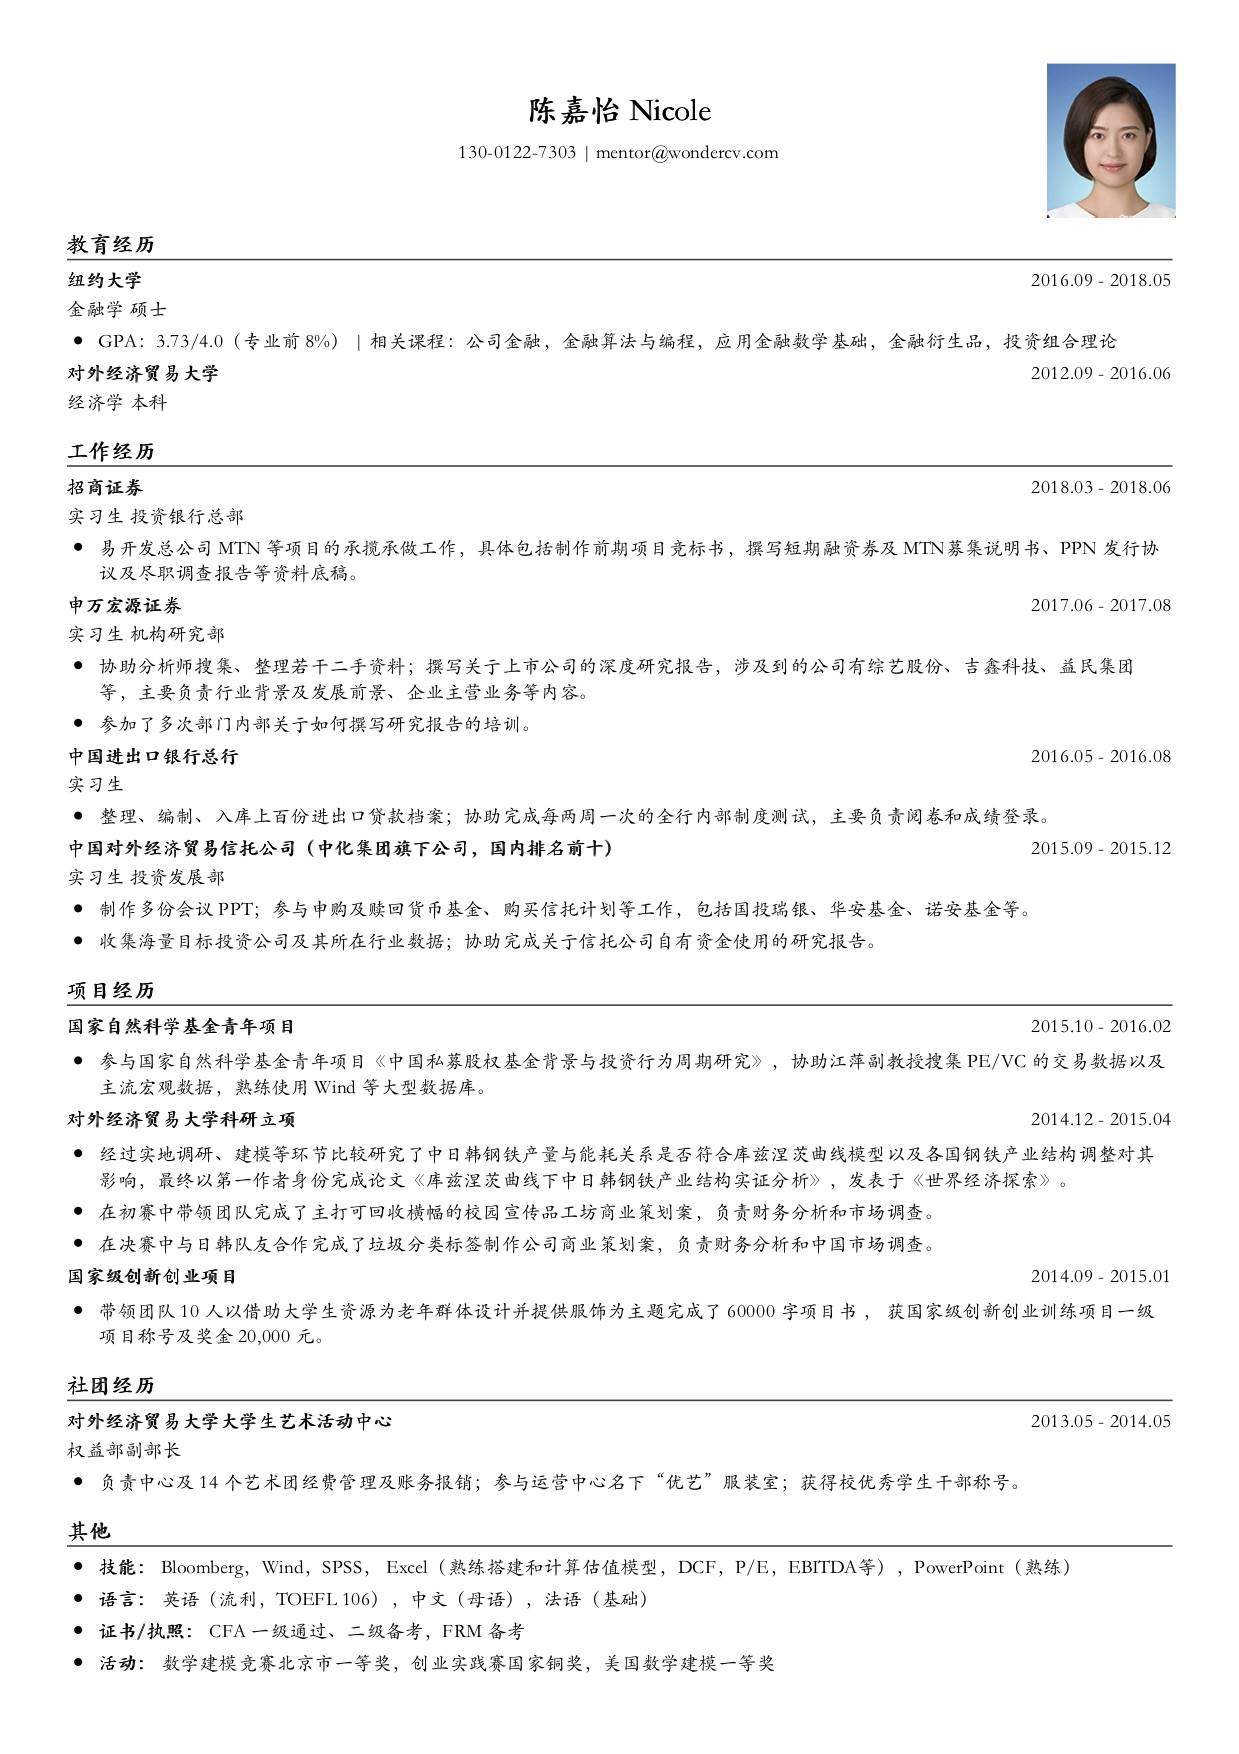 陈嘉怡 Nicole
130-0122-7303 | mentor@wondercv.com
教育经历
纽约大学 2016.09 - 2018.05
金融学 硕士
• GPA：3.73/4.0（专业前 8%） | 相关课程：公司金融，金融算法与编程，应用金融数学基础，金融衍生品，投资组合理论
对外经济贸易大学 2012.09 - 2016.06
经济学 本科
工作经历
招商证券 2018.03 - 2018.06
实习生 投资银行总部
• 易开发总公司 MTN 等项目的承揽承做工作，具体包括制作前期项目竞标书，撰写短期融资券及 MTN募集说明书、PPN 发行协
议及尽职调查报告等资料底稿。
申万宏源证券 2017.06 - 2017.08
实习生 机构研究部
• 协助分析师搜集、整理若干二手资料；撰写关于上市公司的深度研究报告，涉及到的公司有综艺股份、吉鑫科技、益民集团
等，主要负责行业背景及发展前景、企业主营业务等内容。
• 参加了多次部门内部关于如何撰写研究报告的培训。
中国进出口银行总行 2016.05 - 2016.08
实习生
• 整理、编制、入库上百份进出口贷款档案；协助完成每两周一次的全行内部制度测试，主要负责阅卷和成绩登录。
中国对外经济贸易信托公司（中化集团旗下公司，国内排名前十） 2015.09 - 2015.12
实习生 投资发展部
• 制作多份会议 PPT；参与申购及赎回货币基金、购买信托计划等工作，包括国投瑞银、华安基金、诺安基金等。
• 收集海量目标投资公司及其所在行业数据；协助完成关于信托公司自有资金使用的研究报告。
项目经历
国家自然科学基金青年项目 2015.10 - 2016.02
• 参与国家自然科学基金青年项目《中国私募股权基金背景与投资行为周期研究》，协助江萍副教授搜集 PE/VC 的交易数据以及
主流宏观数据，熟练使用 Wind 等大型数据库。
对外经济贸易大学科研立项 2014.12 - 2015.04
• 经过实地调研、建模等环节比较研究了中日韩钢铁产量与能耗关系是否符合库兹涅茨曲线模型以及各国钢铁产业结构调整对其
影响，最终以第一作者身份完成论文《库兹涅茨曲线下中日韩钢铁产业结构实证分析》，发表于《世界经济探索》。
• 在初赛中带领团队完成了主打可回收横幅的校园宣传品工坊商业策划案，负责财务分析和市场调查。
• 在决赛中与日韩队友合作完成了垃圾分类标签制作公司商业策划案，负责财务分析和中国市场调查。
国家级创新创业项目 2014.09 - 2015.01
• 带领团队 10 人以借助大学生资源为老年群体设计并提供服饰为主题完成了 60000 字项目书 ， 获国家级创新创业训练项目一级
项目称号及奖金 20,000 元。
社团经历
对外经济贸易大学大学生艺术活动中心 2013.05 - 2014.05
权益部副部长
• 负责中心及 14 个艺术团经费管理及账务报销；参与运营中心名下“优艺”服装室；获得校优秀学生干部称号。
其他
• 技能： Bloomberg，Wind，SPSS， Excel（熟练搭建和计算估值模型，DCF，P/E，EBITDA等），PowerPoint（熟练）
• 语言： 英语（流利，TOEFL 106），中文（母语），法语（基础）
• 证书/执照： CFA 一级通过、二级备考，FRM 备考
• 活动： 数学建模竞赛北京市一等奖，创业实践赛国家铜奖，美国数学建模一等奖